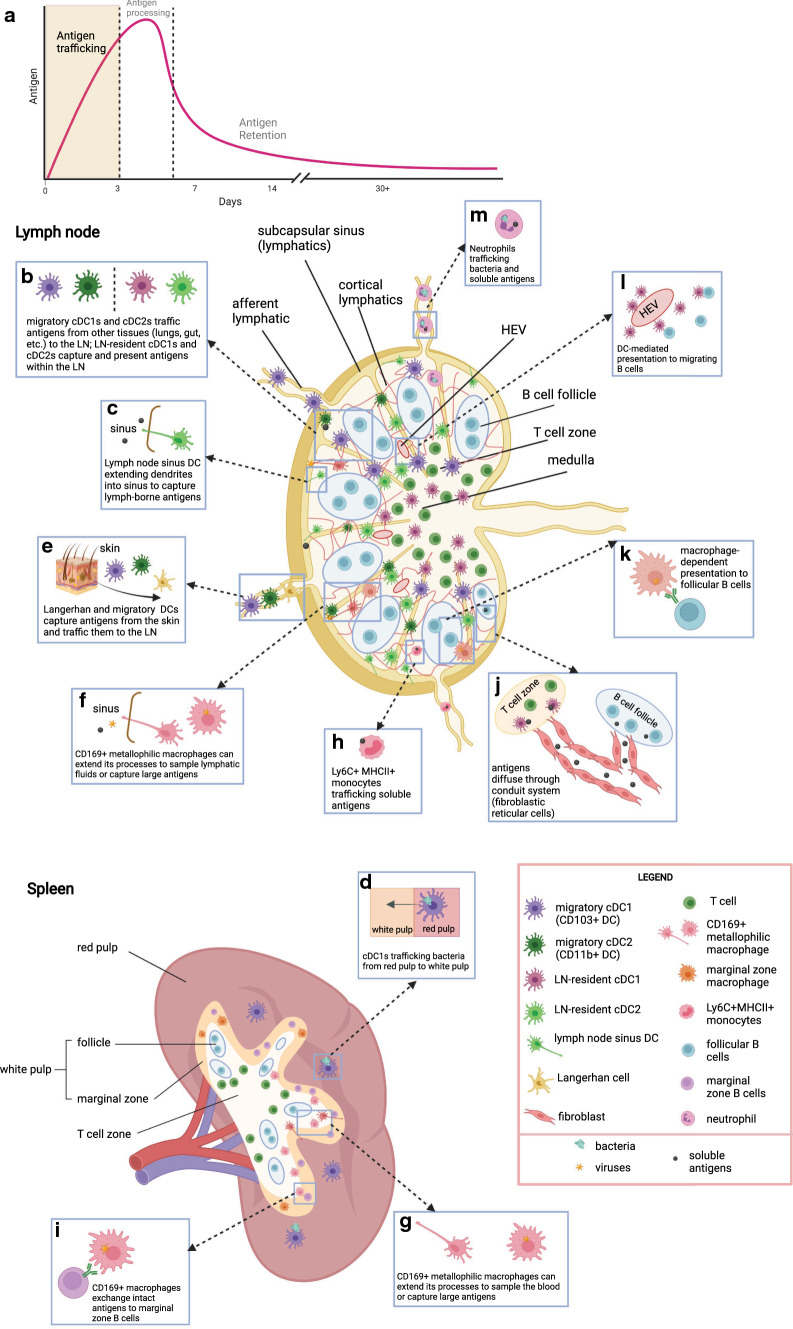 a
Antigen
processing
Antigen
trafficking
Antigen
Antigen
Retention
0
3
7
14
30+
Days
Lymph node
subcapsular sinus
(lymphatics)
cortical
lymphatics
afferent
lymphatic
HEV
B cell follicle
T cell zone
medulla
b
migratory cDC1s and cDC2s traffic
antigens from other tissues (lungs, gut,
etc.) to the LN; LN-resident cDC1s and
cDC2s capture and present antigens
within the LN
m
Neutrophils
trafficking
bacteria and
soluble antigens
l
HEV
DC-mediated
presentation to migrating
B cells
c
sinus
Lymph node sinus DC
extending dendrites
into sinus to capture
lymph-borne antigens
e
skin
Langerhan and migratory DCs
capture antigens from the skin
and traffic them to the LN
k
macrophage-
dependent
presentation to
follicular B cells
f
sinus
CD169+ metallophilic macrophages can
extend its processes to sample lymphatic
fluids or capture large antigens
h
Ly6C+ MHCII+
monocytes
trafficking soluble
antigens
j
T cell zone
B cell follicle
antigens
diffuse through
conduit system
(fibroblastic
reticular cells)
Spleen
d
white pulp
red pulp
cDC1s trafficking bacteria
from red pulp to white pulp
red pulp
follicle
white pulp
marginal zone
T cell zone
i
CD169+ macrophages
exchange intact
antigens to marginal
zone B cells
g
CD169+ metallophilic macrophages can
extend its processes to sample the blood
or capture large antigens
LEGEND
migratory cDC1
(CD103+ DC)
migratory cDC2
(CD11b+ DC)
LN-resident cDC1
LN-resident cDC2
lymph node sinus DC
Langerhan cell
fibroblast
T cell
CD169+
metallophilic
macrophage
marginal zone
macrophage
Ly6C+MHCII+
monocytes
follicular B
cells
marginal
zone B cells
neutrophil
bacteria
viruses
soluble
antigens